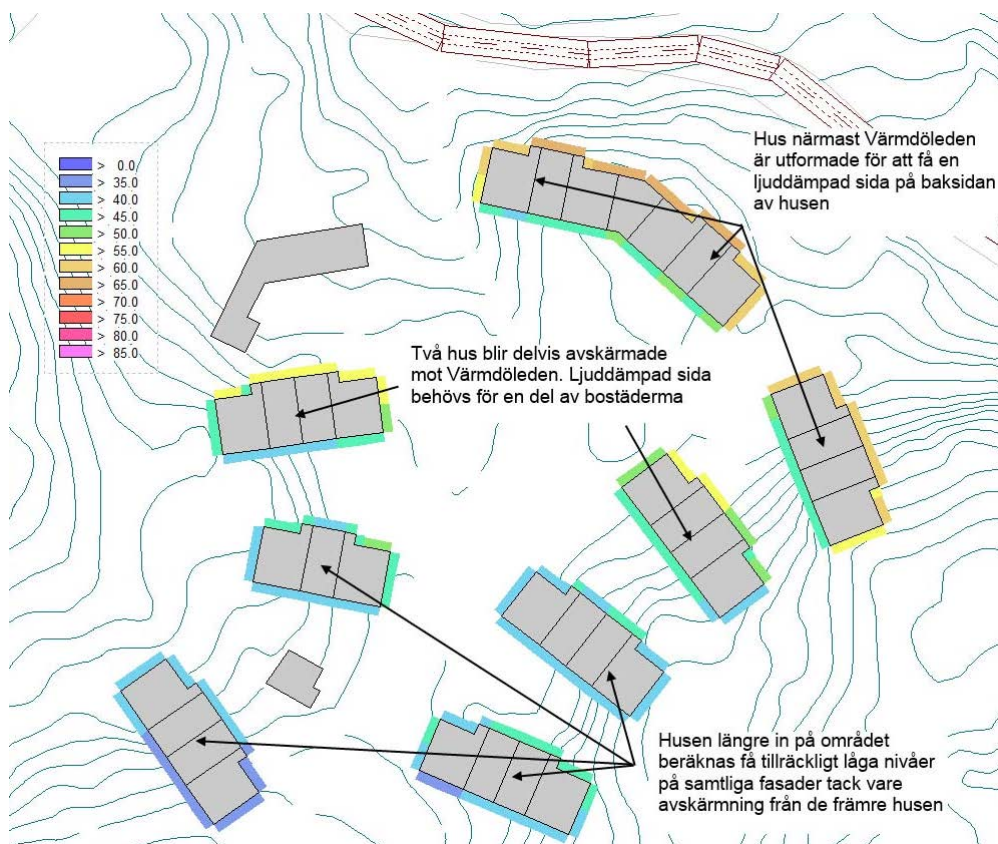 > 0.0
> 35.0
> 40.0
> 45.0
> 50.0
> 55.0
> 60.0
> 65.0
> 70.0
> 75.0
> 80.0
> 85.0
Hus närmast Värmdöleden
är utformade för att få en
ljuddämpad sida på baksidan
av husen
Två hus blir delvis avskärmade
mot Värmdöleden. Ljuddämpad sida
behövs för en del av bostäderma
Husen längre in på området
beräknas få tillräckligt låga nivåer
på samtliga fasader tack vare
avskärmning från de främre husen